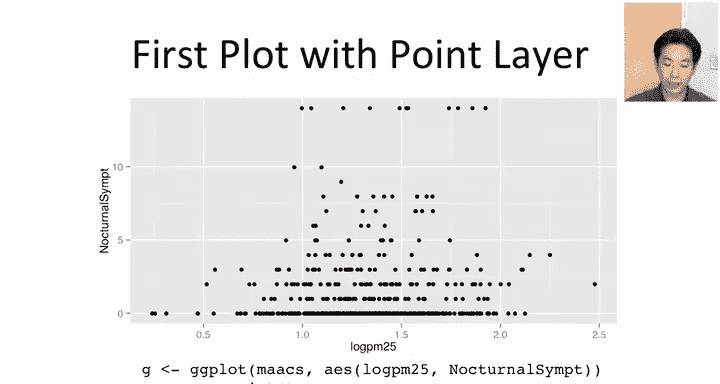 First Plot with Point Layer
NocturnalSympt
10
5
0
0.5 1.0 1.5 2.0 2.5
logpm25
g <- ggplot(maacs, aes(logpm25, NocturnalSympt))